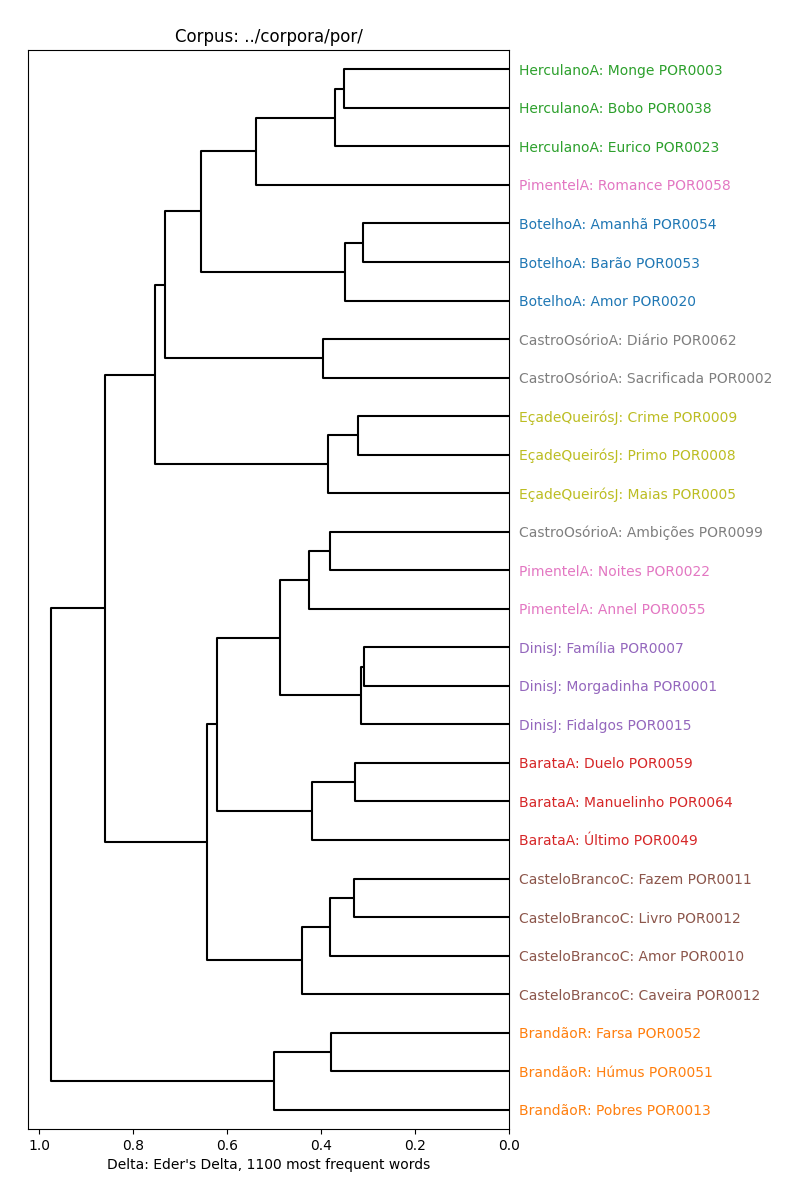 Corpus: ../corpora/por/
HerculanoA: Monge POR0003
HerculanoA: Bobo POR0038
HerculanoA: Eurico POR0023
PimentelA: Romance POR0058
BotelhoA: Amanhã POR0054
BotelhoA: Barão POR0053
BotelhoA: Amor POR0020
CastroOsórioA: Diário POR0062
CastroOsórioA: Sacrificada POR0002
EçadeQueirósJ: Crime POR0009
EçadeQueirósJ: Primo POR0008
EçadeQueirósJ: Maias POR0005
CastroOsórioA: Ambições POR0099
PimentelA: Noites POR0022
PimentelA: Annel POR0055
DinisJ: Família POR0007
DinisJ: Morgadinha POR0001
DinisJ: Fidalgos POR0015
BarataA: Duelo POR0059
BarataA: Manuelinho POR0064
BarataA: Último POR0049
CasteloBrancoC: Fazem POR0011
CasteloBrancoC: Livro POR0012
CasteloBrancoC: Amor POR0010
CasteloBrancoC: Caveira POR0012
BrandãoR: Farsa POR0052
BrandãoR: Húmus POR0051
BrandãoR: Pobres POR0013
1.0 0.8 0.6 0.4 0.2 0.0
Delta: Eder's Delta, 1100 most frequent words